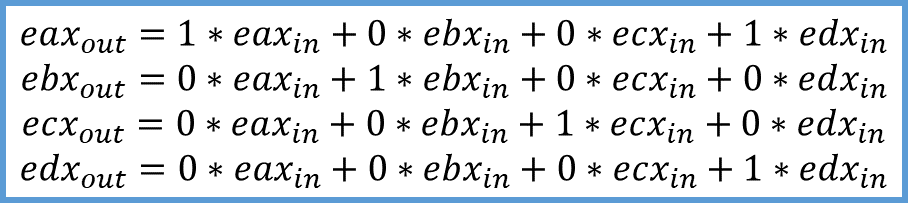 eax_out = 1 * eax_in + 0 * ebx_in + 0 * ecx_in + 1 * edx_in
ebx_out = 0 * eax_in + 1 * ebx_in + 0 * ecx_in + 0 * edx_in
ecx_out = 0 * eax_in + 0 * ebx_in + 1 * ecx_in + 0 * edx_in
edx_out = 0 * eax_in + 0 * ebx_in + 0 * ecx_in + 1 * edx_in